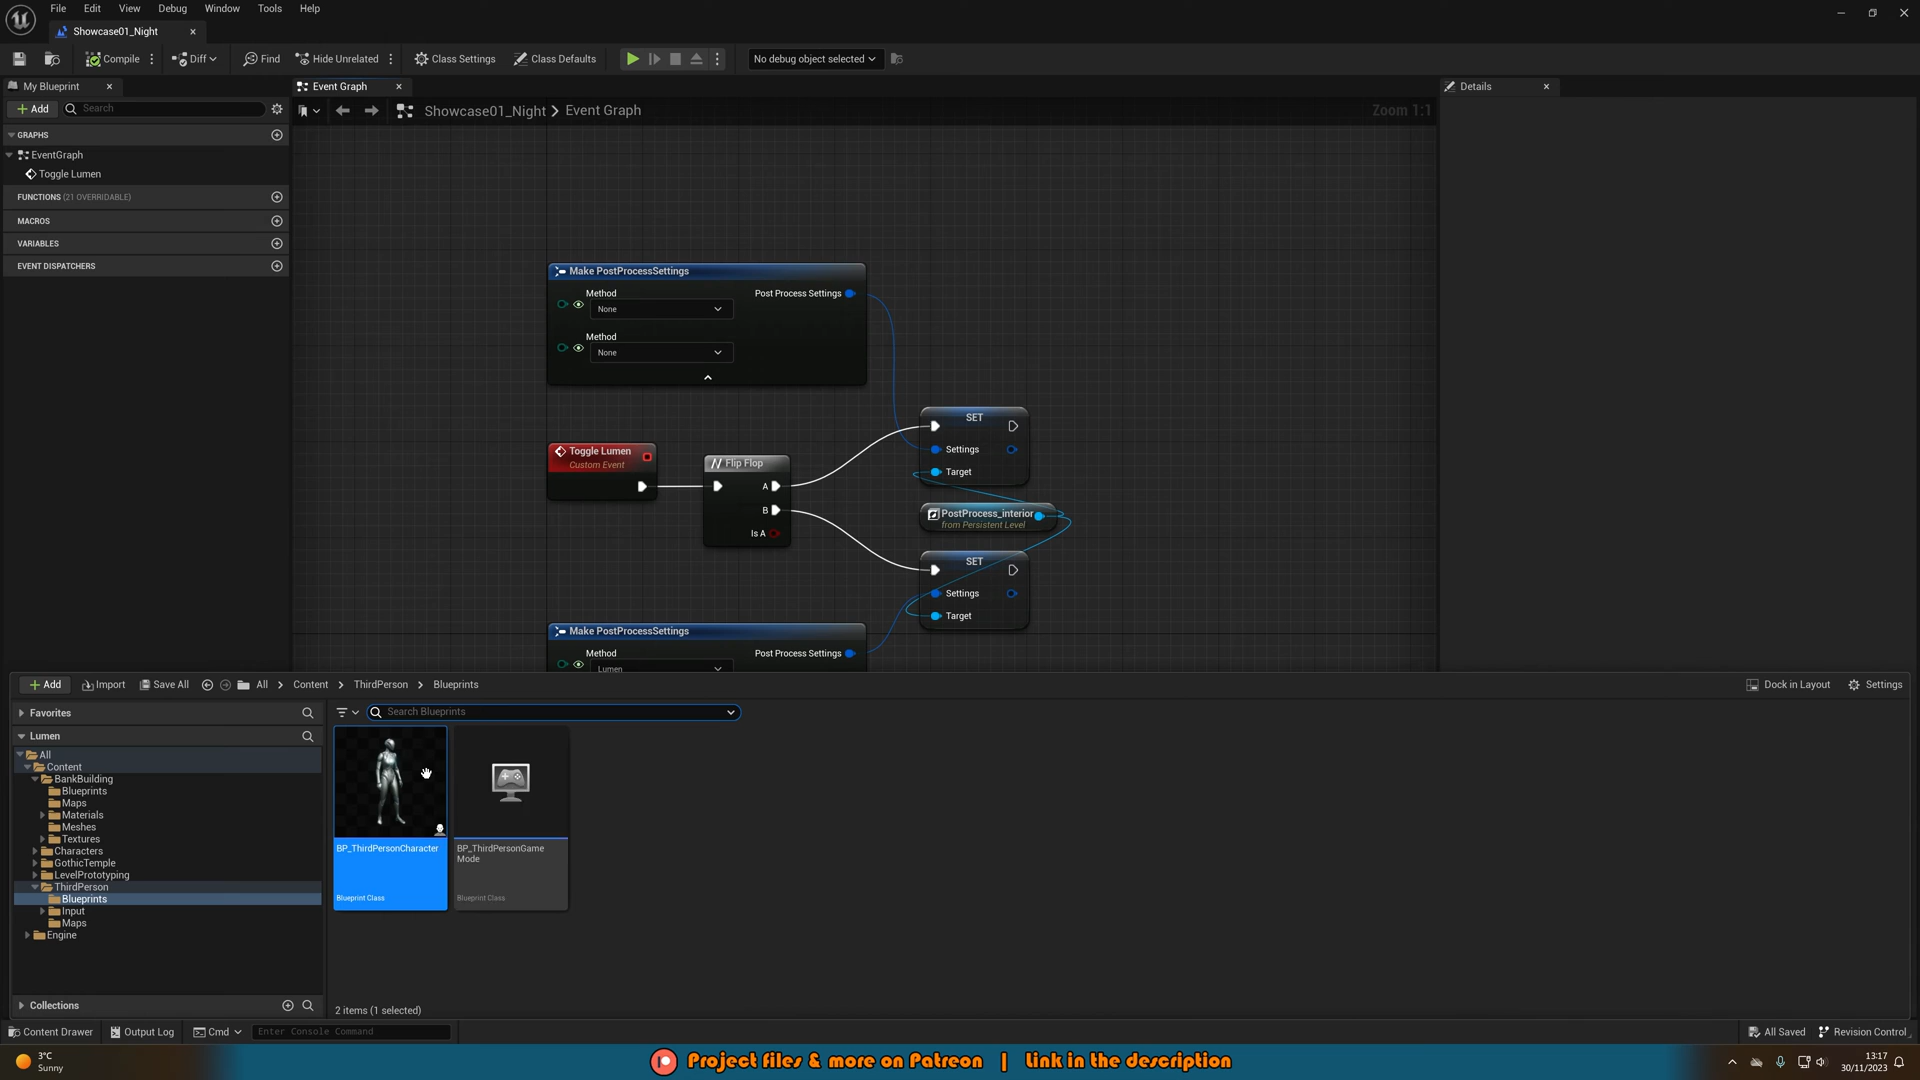 File Edit View Debug Window Tools Help
Showcase01_Night
Compile Diff Find Hide Unrelated Class Settings Class Defaults No debug object selected
My Blueprint Event Graph Details
Add Search Showcase01_Night > Event Graph Zoom 1:1
GRAPHS
EventGraph
Toggle Lumen
FUNCTIONS (21 OVERRIDABLE)
MACROS
VARIABLES
EVENT DISPATCHERS
Make PostProcessSettings
Method Post Process Settings
None
Method
None
SET
Settings
Target
Toggle Lumen
Custom Event
Flip Flop
A
B
Is A
PostProcess_interior
from Persistent Level
SET
Settings
Target
Make PostProcessSettings
Method Post Process Settings
Lumen
Add Import Save All All > Content > ThirdPerson > Blueprints Dock in Layout Settings
Favorites Search Blueprints
Lumen
All
Content
BankBuilding
Blueprints
Maps
Materials
Meshes
Textures
Characters
GothicTemple
LevelPrototyping
ThirdPerson
Blueprints
Input
Maps
Engine
BP_ThirdPersonCharacter
Blueprint Class
BP_ThirdPersonGame
Mode
Blueprint Class
Collections 2 items (1 selected)
Content Drawer Output Log Cmd Enter Console Command All Saved Revision Control
3°C
Sunny
Project files & more on Patreon | Link in the description
13:17
30/11/2023